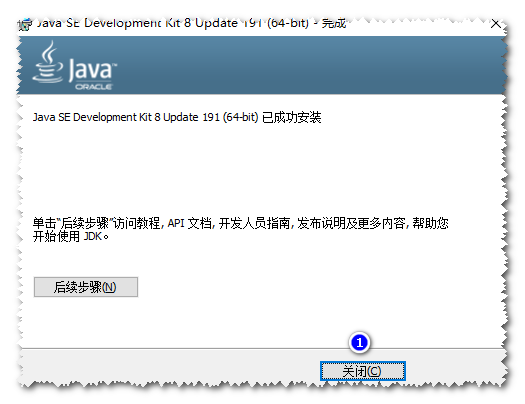 Java SE Development Kit 8 Update 191 (64-bit) - 完成
Java
ORACLE
Java SE Development Kit 8 Update 191 (64-bit) 已成功安装
单击“后续步骤”访问教程, API 文档, 开发人员指南, 发布说明及更多内容, 帮助您
开始使用 JDK。
后续步骤(N)
1
关闭(C)